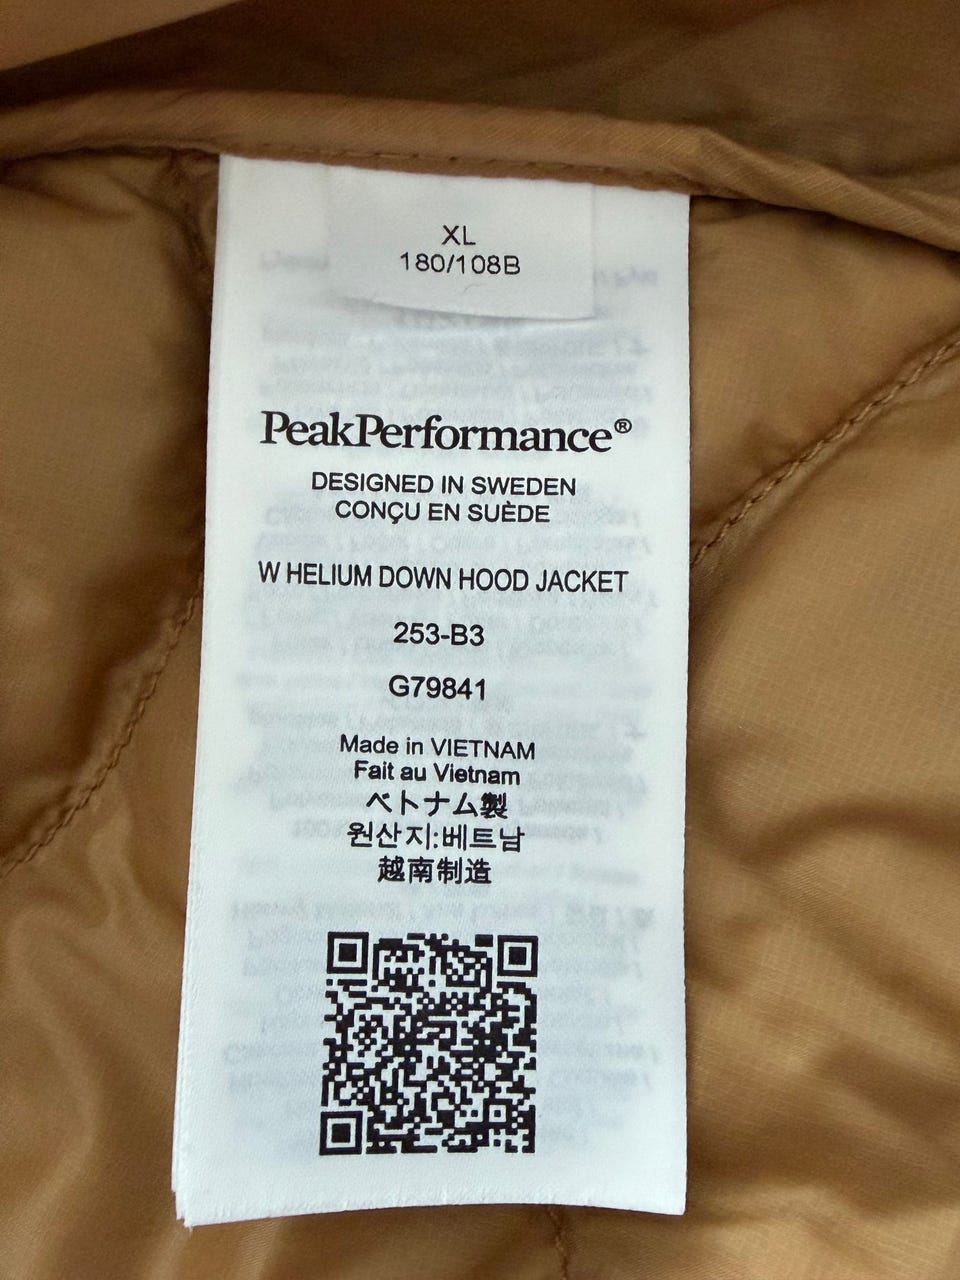 XL
180/108B
PeakPerformance®
DESIGNED IN SWEDEN
CONÇU EN SUÈDE
W HELIUM DOWN HOOD JACKET
253-B3
G79841
Made in VIETNAM
Fait au Vietnam
ベトナム製
원산지:베트남
越南制造